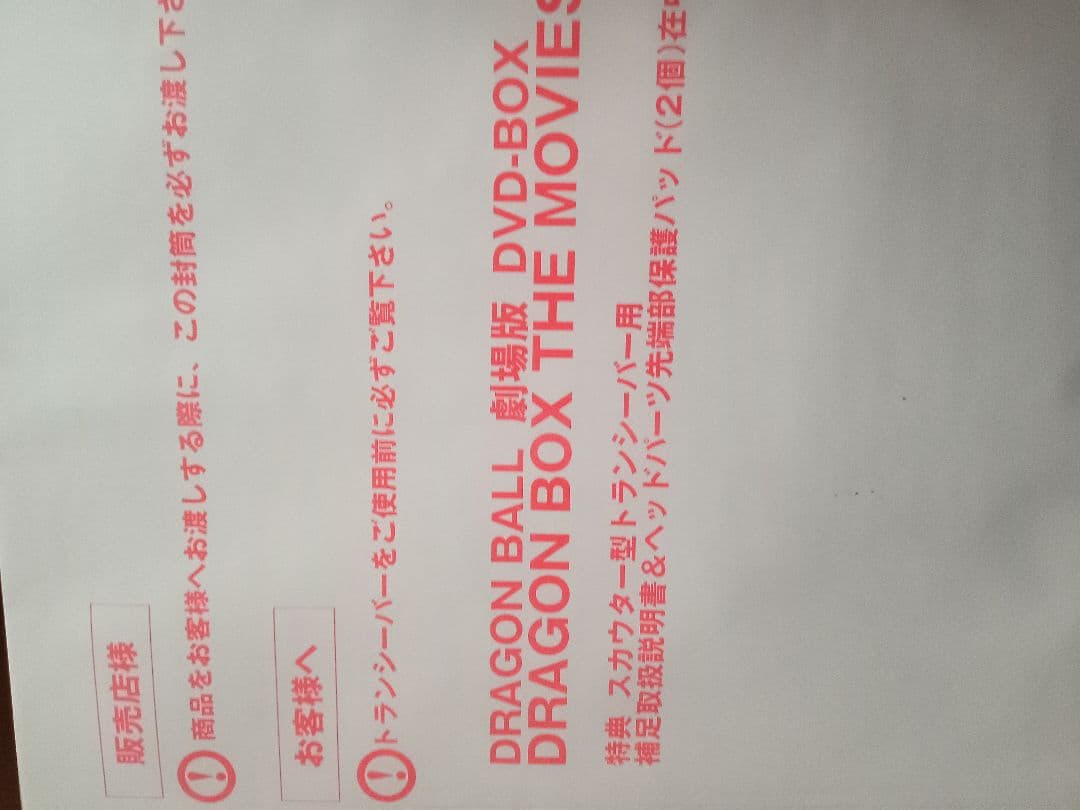 販売店様
商品をお客様へお渡しする際に、この封筒を必ずお渡し下さ
お客様へ
トランシーバーをご使用前に必ずご覧下さい。
DRAGON BALL 劇場版 DVD-BOX
DRAGON BOX THE MOVIES
特典 スカウター型トランシーバー用
補足取扱説明書&ヘッドパーツ先端部保護パッド(2個)在